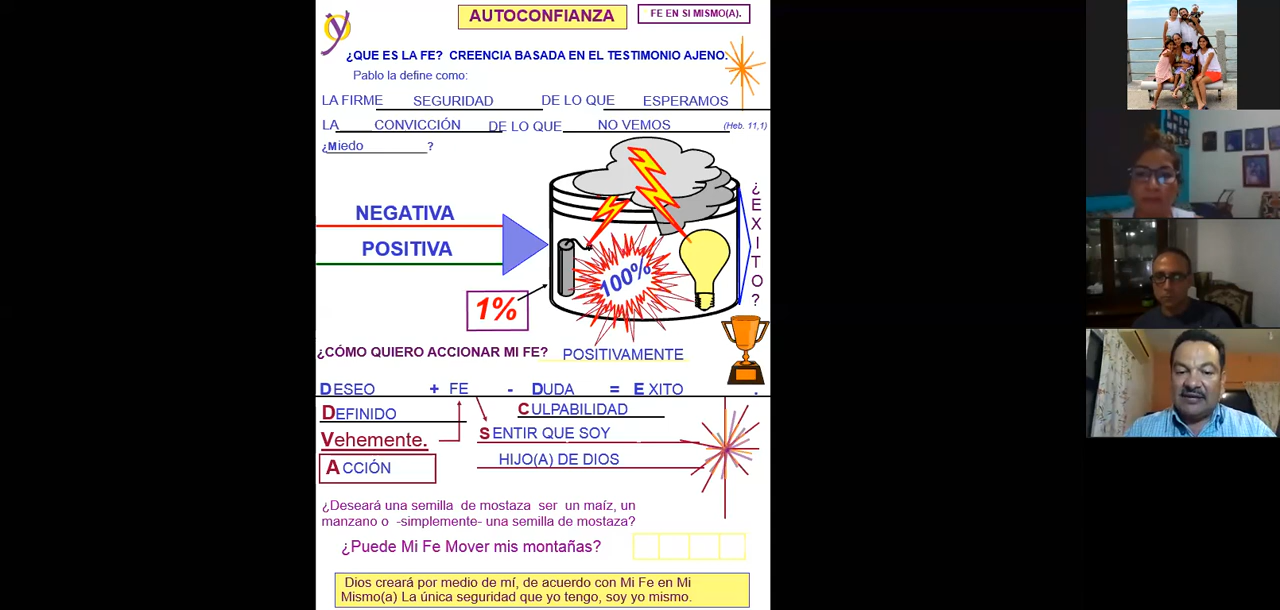 AUTOCONFIANZA
FE EN SI MISMO(A).
¿QUE ES LA FE? CREENCIA BASADA EN EL TESTIMONIO AJENO.
Pablo la define como:
LA FIRME SEGURIDAD DE LO QUE ESPERAMOS
LA CONVICCIÓN DE LO QUE NO VEMOS (Heb. 11,1)
¿Miedo ?
NEGATIVA
POSITIVA
100%
¿EXITO?
1%
¿CÓMO QUIERO ACCIONAR MI FE? POSITIVAMENTE
DESEO + FE - DUDA = EXITO .
DEFINIDO CULPABILIDAD
Vehemente. SENTIR QUE SOY
ACCIÓN HIJO(A) DE DIOS
¿Deseará una semilla de mostaza ser un maíz, un
manzano o -simplemente- una semilla de mostaza?
¿Puede Mi Fe Mover mis montañas?
Dios creará por medio de mí, de acuerdo con Mi Fe en Mi
Mismo(a) La única seguridad que yo tengo, soy yo mismo.